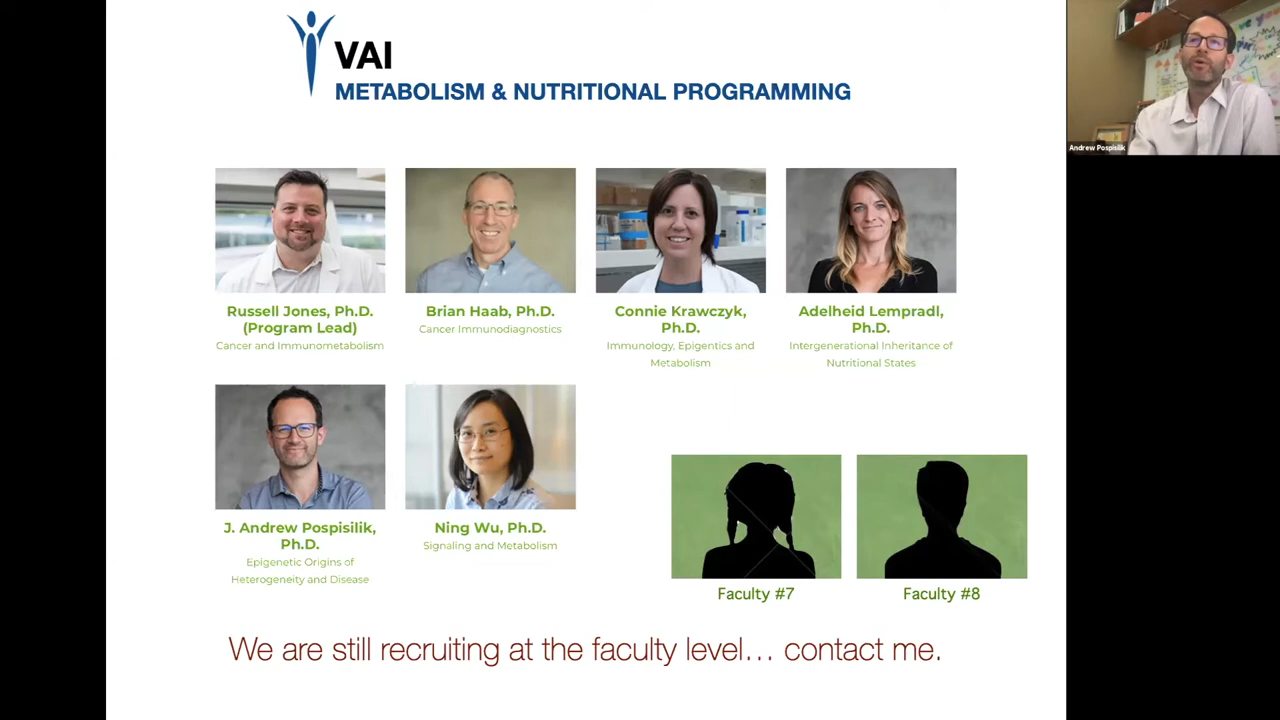 VAI
METABOLISM & NUTRITIONAL PROGRAMMING
Andrew Pospisilik
Russell Jones, Ph.D.
(Program Lead)
Cancer and Immunometabolism
Brian Haab, Ph.D.
Cancer Immunodiagnostics
Connie Krawczyk,
Ph.D.
Immunology, Epigentics and
Metabolism
Adelheid Lempradl,
Ph.D.
Intergenerational Inheritance of
Nutritional States
J. Andrew Pospisilik,
Ph.D.
Epigenetic Origins of
Heterogeneity and Disease
Ning Wu, Ph.D.
Signaling and Metabolism
Faculty #7
Faculty #8
We are still recruiting at the faculty level... contact me.